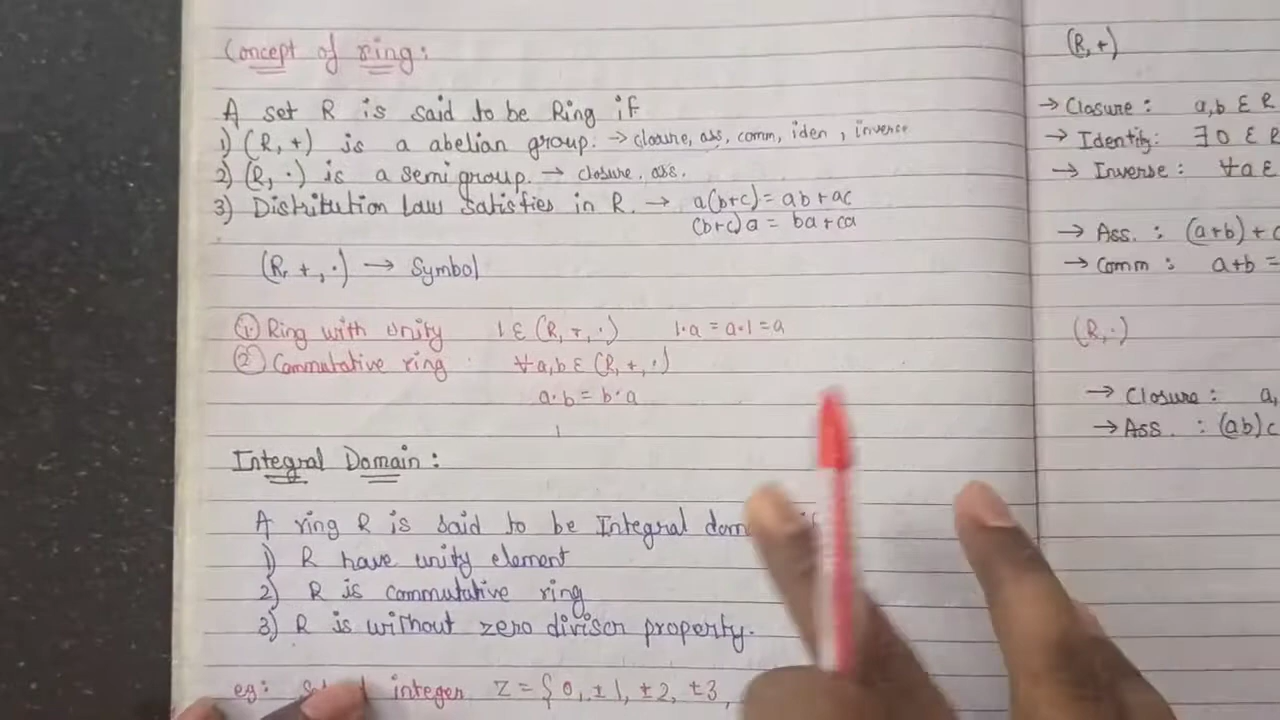 Concept of ring:
A set R is said to be Ring if
1) (R, +) is a abelian group. → closure, ass, comm, iden, inverse
2) (R, ·) is a semigroup. → closure, ass.
3) Distribution Law satisfies in R. → a(b+c) = ab + ac
(b+c) a = ba + ca
(R, +, ·) → Symbol
① Ring with Unity 1 ε (R, +, ·) 1·a = a·1 = a
② Commutative ring ∀ a,b ε (R, +, ·)
a·b = b·a
Integral Domain:
A ring R is said to be Integral
1) R have unity element
2) R is commutative ring
3) R is without zero divisor property.
eg: integer Z = { 0, ±1, ±2, ±3,
(R, +)
→ Closure: a,b ε R
→ Identity: ∃ 0 ε R
→ Inverse: ∀ a ε
→ Ass. : (a+b) + c
→ Comm : a+b =
(R, ·)
→ Closure: a,
→ Ass. : (ab) c